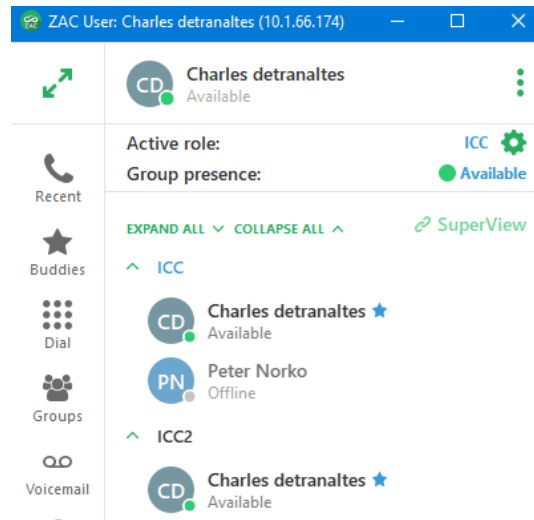 ZAC User: Charles detranaltes (10.1.66.174)
CD
Charles detranaltes
Available
Active role:
ICC
Group presence:
Available
Recent
Buddies
Dial
Groups
Voicemail
EXPAND ALL COLLAPSE ALL
SuperView
ICC
CD
Charles detranaltes
Available
PN
Peter Norko
Offline
ICC2
CD
Charles detranaltes
Available